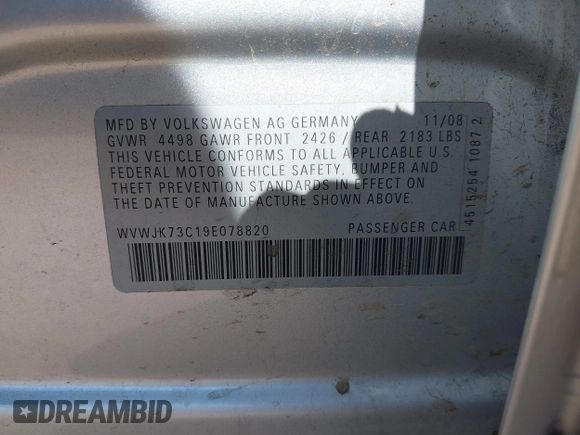 MFD BY VOLKSWAGEN AG GERMANY 11/08
GVWR 4498 GAWR FRONT 2426 / REAR 2183 LBS
THIS VEHICLE CONFORMS TO ALL APPLICABLE U.S.
FEDERAL MOTOR VEHICLE SAFETY, BUMPER AND
THEFT PREVENTION STANDARDS IN EFFECT ON
THE DATE OF MANUFACTURE SHOWN ABOVE.
WVWJK73C19E078820 PASSENGER CAR
4515254 1087 2
DREAMBID